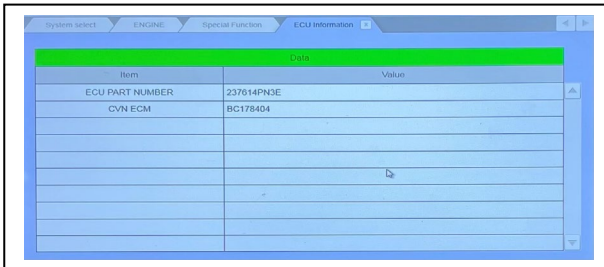 System select ENGINE Special Function ECU Information x
Data
Item Value
ECU PART NUMBER 237614PN3E
CVN ECM BC178404